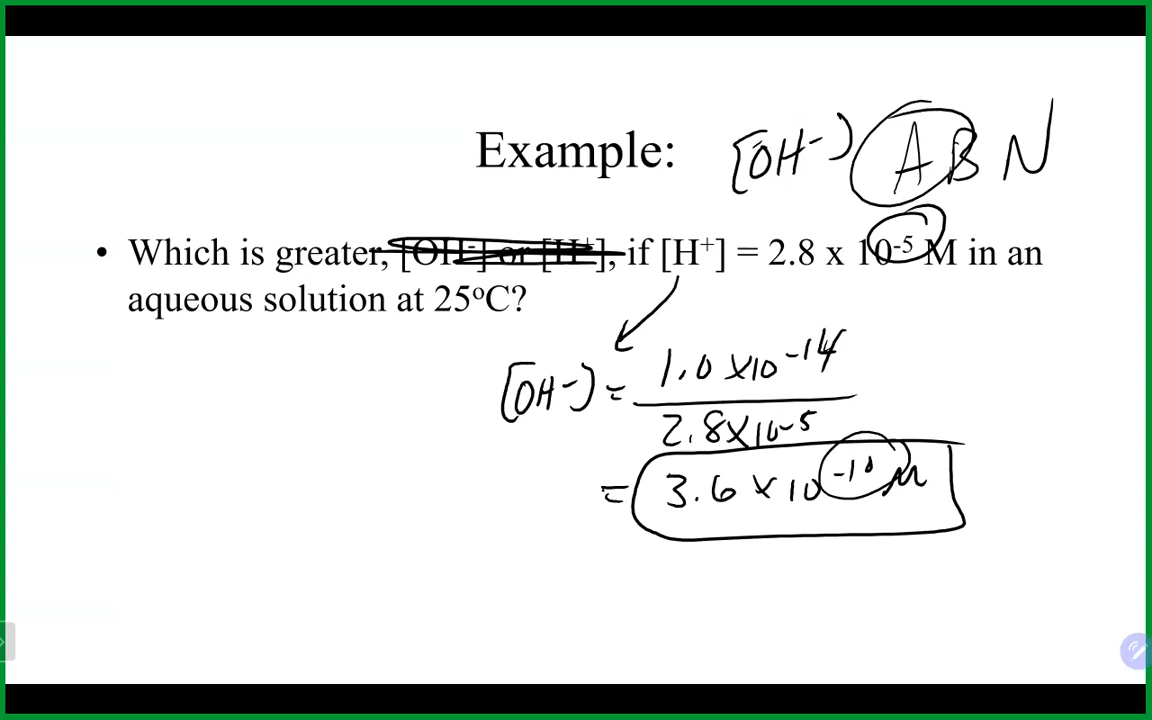 Example: [OH-) A B N
• Which is greater, [OH-] or [H+], if [H+] = 2.8 x 10-5 M in an
aqueous solution at 25oC?
[OH-) = 1.0 x10 -14
2.8x10-5
= 3.6 x 10 -10 M